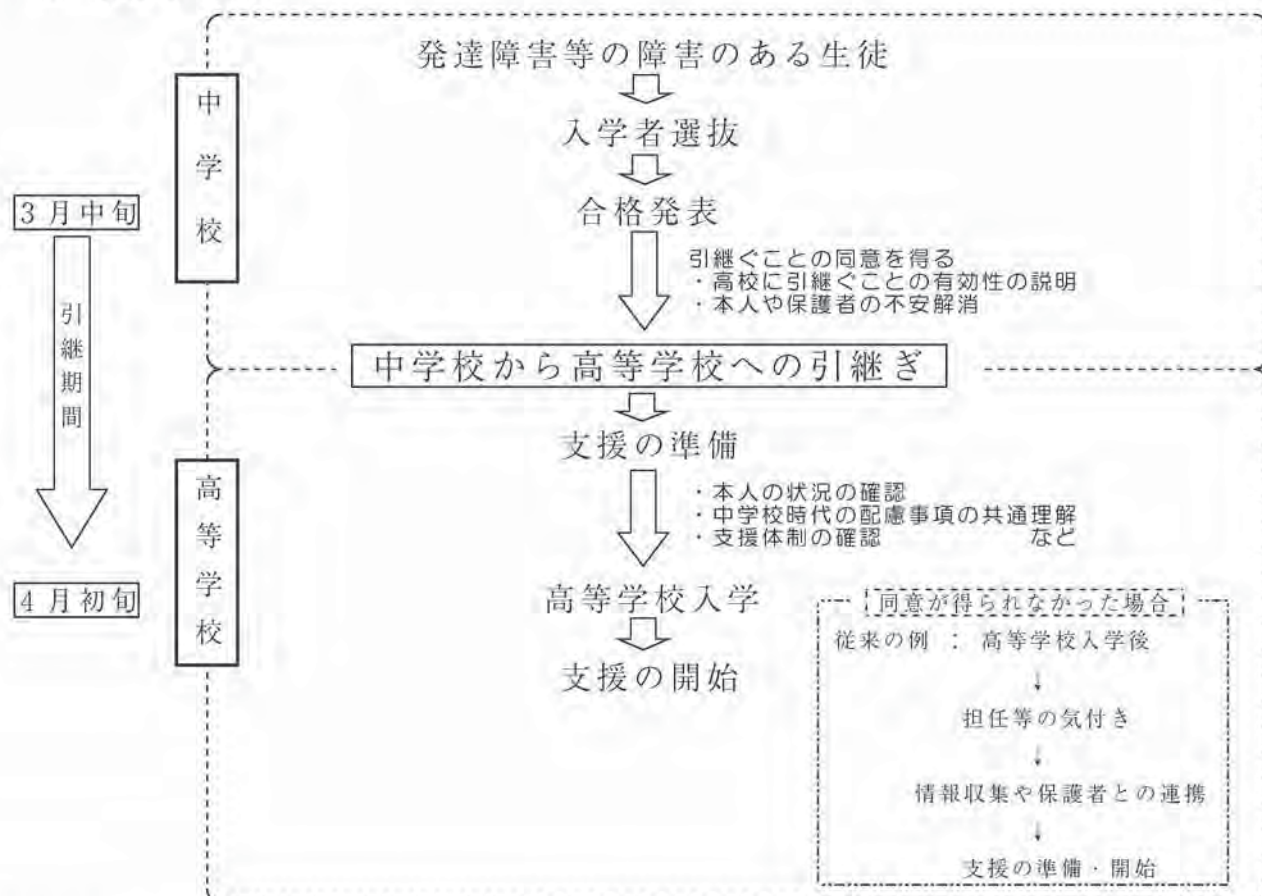 発達障害等の障害のある生徒
中学校
入学者選抜
3月中旬
合格発表
引継ぐことの同意を得る
・高校に引継ぐことの有効性の説明
・本人や保護者の不安解消
引継期間
中学校から高等学校への引継ぎ
支援の準備
高等学校
・本人の状況の確認
・中学校時代の配慮事項の共通理解
・支援体制の確認 など
4月初旬
高等学校入学
支援の開始
同意が得られなかった場合
従来の例 : 高等学校入学後
↓
担任等の気付き
↓
情報収集や保護者との連携
↓
支援の準備・開始